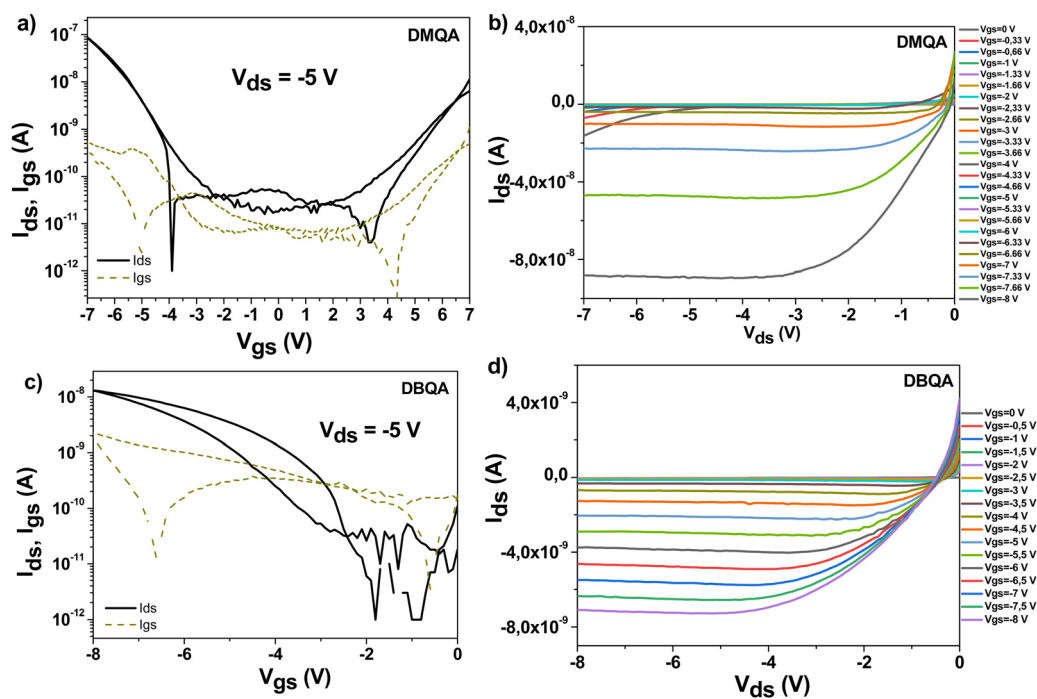 a)
DMQA
V_ds = -5 V
I_ds, I_gs (A)
10^-7
10^-8
10^-9
10^-10
10^-11
10^-12
Ids
Igs
-7 -6 -5 -4 -3 -2 -1 0 1 2 3 4 5 6 7
V_gs (V)
b)
DMQA
I_ds (A)
4,0x10^-8
0,0
-4,0x10^-8
-8,0x10^-8
-7 -6 -5 -4 -3 -2 -1 0
V_ds (V)
Vgs=0 V
Vgs=-0,33 V
Vgs=-0,66 V
Vgs=-1 V
Vgs=-1.33 V
Vgs=-1.66 V
Vgs=-2 V
Vgs=-2,33 V
Vgs=-2.66 V
Vgs=-3 V
Vgs=-3.33 V
Vgs=-3.66 V
Vgs=-4 V
Vgs=-4.33 V
Vgs=-4.66 V
Vgs=-5 V
Vgs=-5.33 V
Vgs=-5.66 V
Vgs=-6 V
Vgs=-6.33 V
Vgs=-6.66 V
Vgs=-7 V
Vgs=-7.33 V
Vgs=-7.66 V
Vgs=-8 V
c)
DBQA
V_ds = -5 V
I_ds, I_gs (A)
10^-8
10^-9
10^-10
10^-11
10^-12
Ids
Igs
-8 -6 -4 -2 0
V_gs (V)
d)
DBQA
I_ds (A)
4,0x10^-9
0,0
-4,0x10^-9
-8,0x10^-9
-8 -7 -6 -5 -4 -3 -2 -1 0
V_ds (V)
Vgs=0 V
Vgs=-0,5 V
Vgs=-1 V
Vgs=-1,5 V
Vgs=-2 V
Vgs=-2,5 V
Vgs=-3 V
Vgs=-3,5 V
Vgs=-4 V
Vgs=-4,5 V
Vgs=-5 V
Vgs=-5,5 V
Vgs=-6 V
Vgs=-6,5 V
Vgs=-7 V
Vgs=-7,5 V
Vgs=-8 V